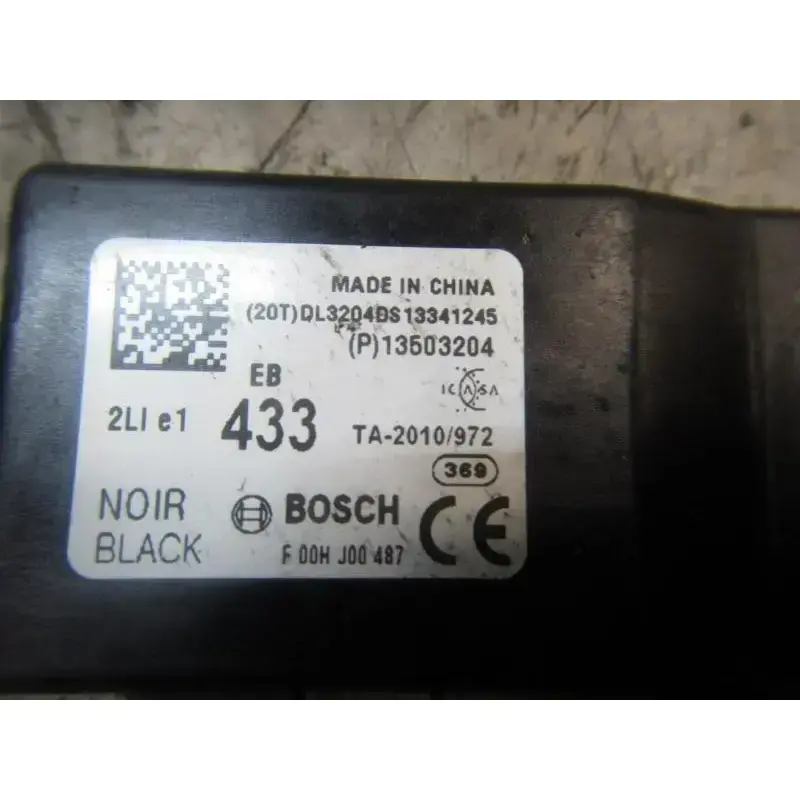 MADE IN CHINA
(20T)DL3204DS13341245
(P)13503204
EB
ICASA
2LI e1
433
TA-2010/972
369
NOIR
BLACK
BOSCH
CE
F 00H J00 487